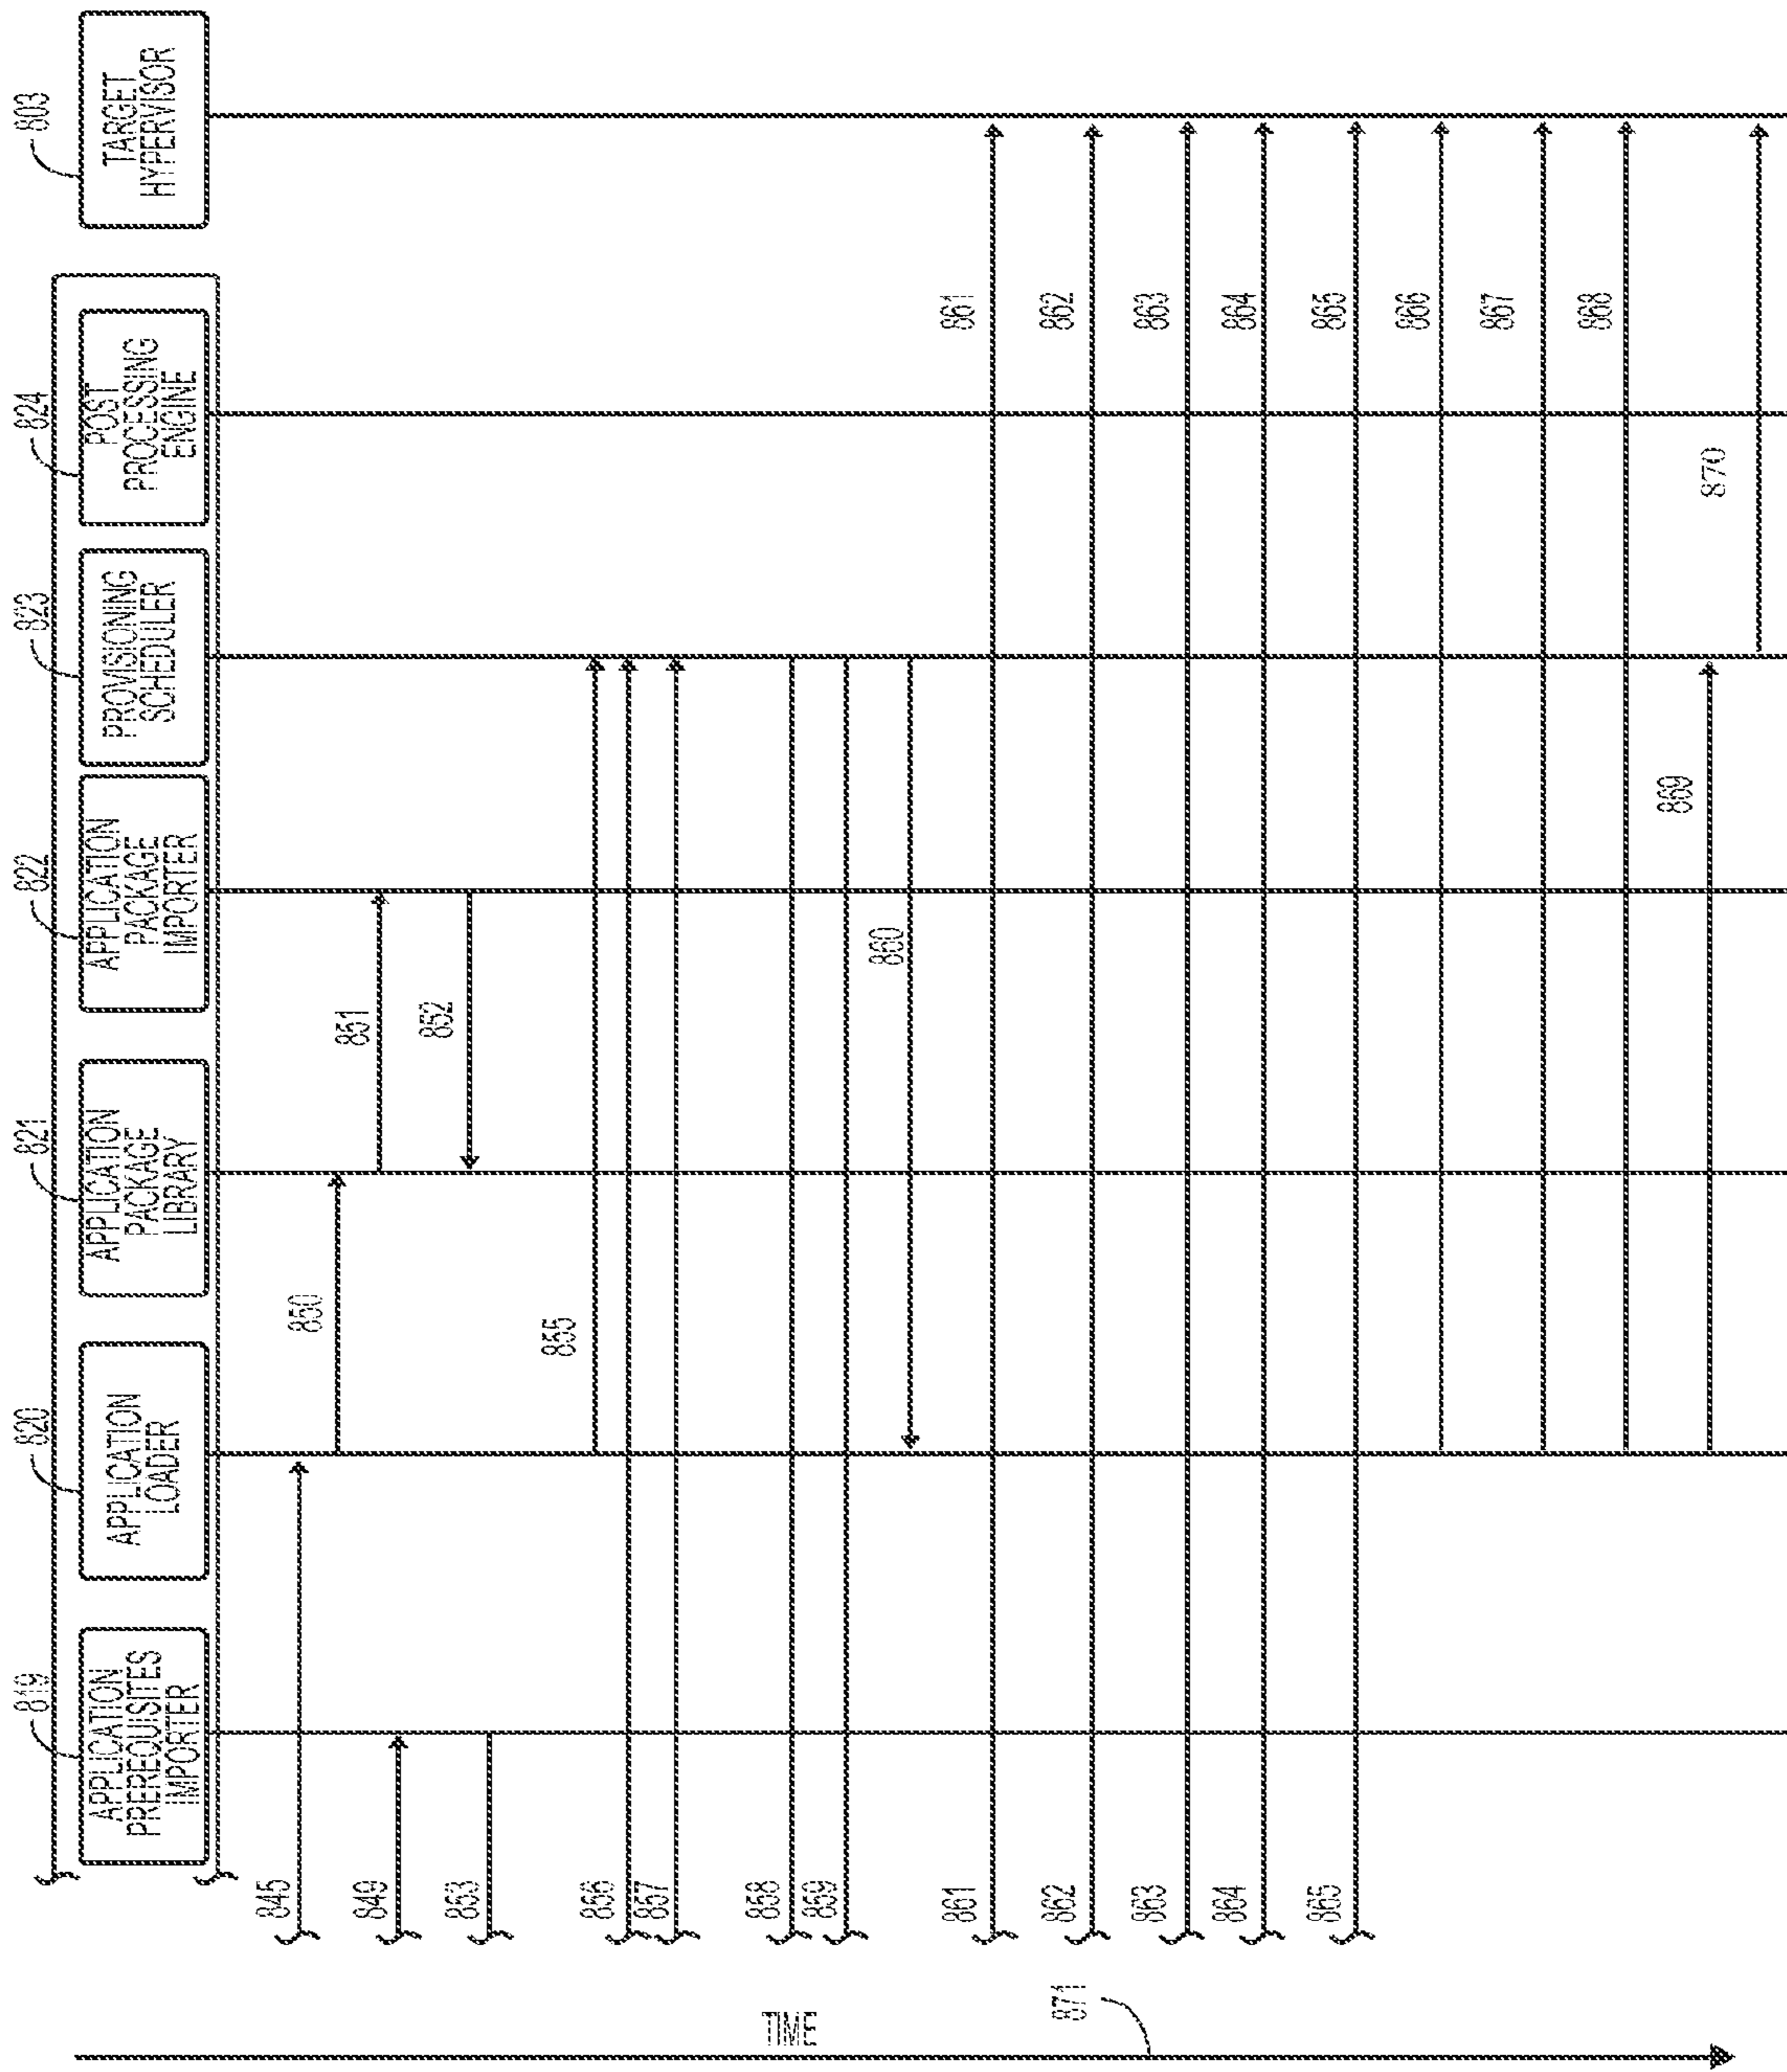 819
APPLICATION
PREREQUISITES
IMPORTER
820
APPLICATION
LOADER
821
APPLICATION
PACKAGE
LIBRARY
822
APPLICATION
PACKAGE
IMPORTER
823
PROVISIONING
SCHEDULER
824
POST
PROCESSING
ENGINE
803
TARGET
HYPERVISOR
845
850
851
849
852
853
855
856
857
858
859
860
861
861
862
862
863
863
864
864
865
865
866
867
868
869
870
TIME
871